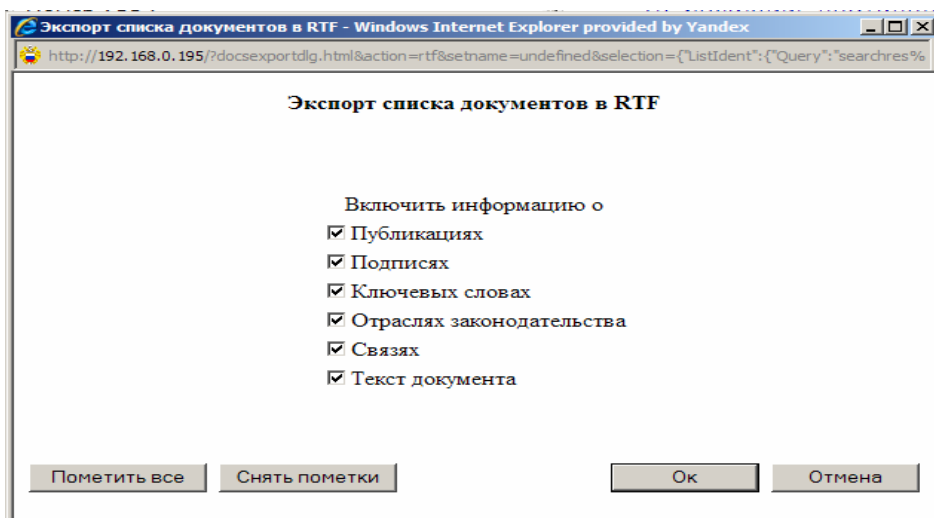 Экспорт списка документов в RTF - Windows Internet Explorer provided by Yandex
http://192.168.0.195/?docsexportdlg.html&action=rtf&setname=undefined&selection={"ListIdent":{"Query":"searchres%
Экспорт списка документов в RTF
Включить информацию о
Публикациях
Подписях
Ключевых словах
Отраслях законодательства
Связях
Текст документа
Пометить все Снять пометки Ок Отмена